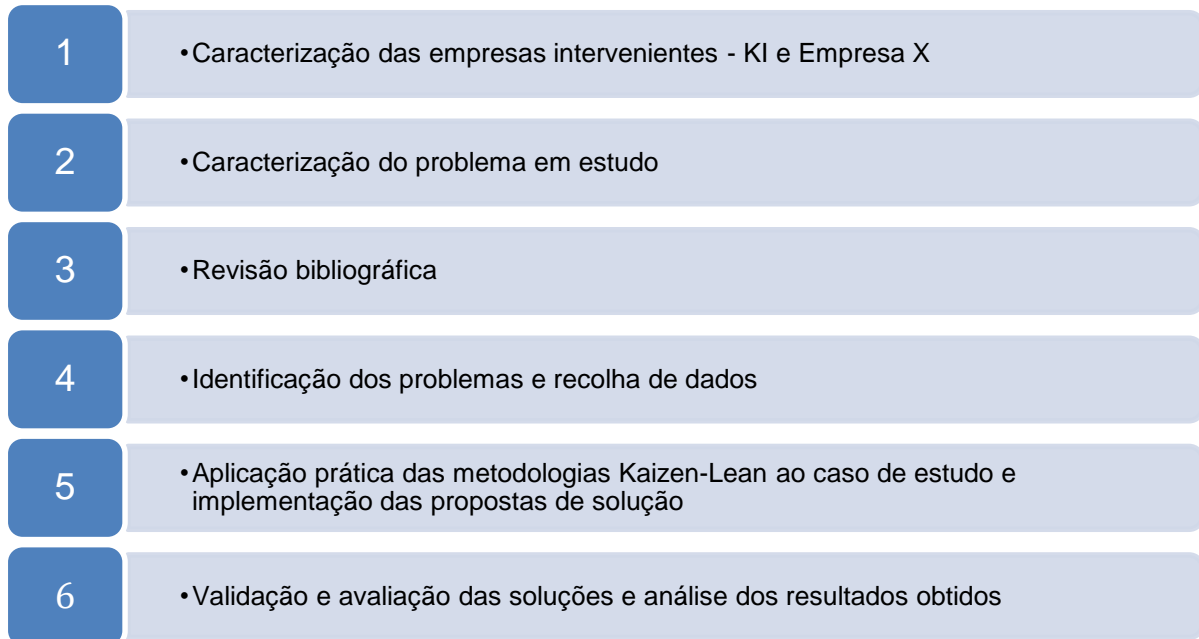 1
•Caracterização das empresas intervenientes - KI e Empresa X
2
•Caracterização do problema em estudo
3
•Revisão bibliográfica
4
•Identificação dos problemas e recolha de dados
5
•Aplicação prática das metodologias Kaizen-Lean ao caso de estudo e
implementação das propostas de solução
6
•Validação e avaliação das soluções e análise dos resultados obtidos